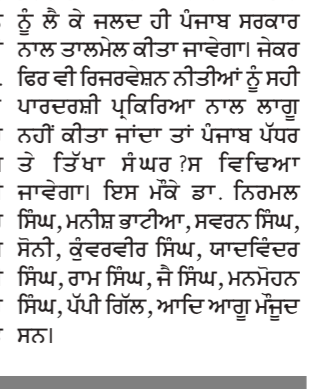 ਨੂੰ ਲੈ ਕੇ ਜਲਦ ਹੀ ਪੰਜਾਬ ਸਰਕਾਰ
ਨਾਲ ਤਾਲਮੇਲ ਕੀਤਾ ਜਾਵੇਗਾ। ਜੇਕਰ
ਫਿਰ ਵੀ ਰਿਜਰਵੇਸ਼ਨ ਨੀਤੀਆਂ ਨੂੰ ਸਹੀ
ਪਾਰਦਰਸ਼ੀ ਪ੍ਰਕਿਰਿਆ ਨਾਲ ਲਾਗੂ
ਨਹੀਂ ਕੀਤਾ ਜਾਂਦਾ ਤਾਂ ਪੰਜਾਬ ਪੱਧਰ
ਤੇ ਤਿੱਖਾ ਸੰਘਰ ?ਸ ਵਿਢਿਆ
ਜਾਵੇਗਾ। ਇਸ ਮੌਕੇ ਡਾ. ਨਿਰਮਲ
ਸਿੰਘ, ਮਨੀਸ਼ ਭਾਟੀਆ, ਸਵਰਨ ਸਿੰਘ,
ਸੋਨੀ, ਕੁੰਵਰਵੀਰ ਸਿੰਘ, ਯਾਦਵਿੰਦਰ
ਸਿੰਘ, ਰਾਮ ਸਿੰਘ, ਜੈ ਸਿੰਘ, ਮਨਮੋਹਨ
ਸਿੰਘ, ਪੱਪੀ ਗਿੱਲ, ਆਦਿ ਆਗੂ ਮੌਜੂਦ
ਸਨ।